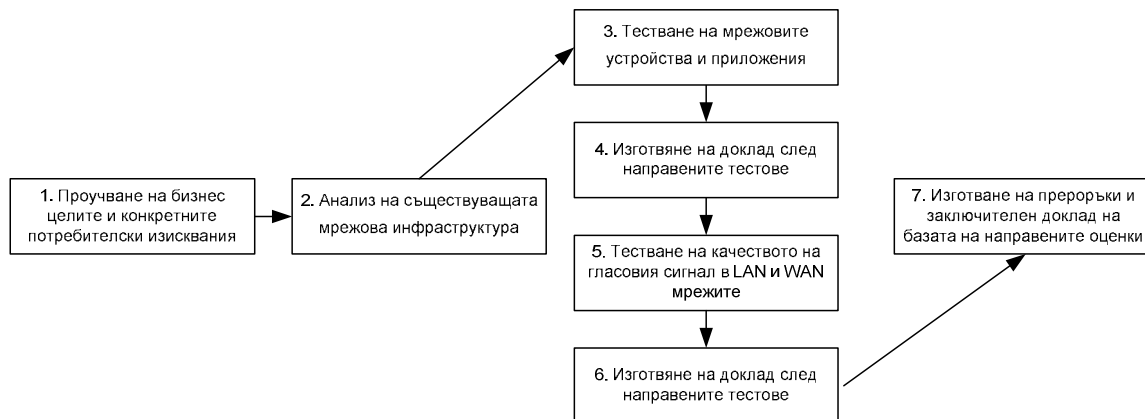 1. Проучване на бизнес
целите и конкретните
потребителски изисквания
2. Анализ на съществуващата
мрежова инфраструктура
3. Тестване на мрежовите
устройства и приложения
4. Изготвяне на доклад след
направените тестове
5. Тестване на качеството на
гласовия сигнал в LAN и WAN
мрежите
6. Изготвяне на доклад след
направените тестове
7. Изготване на прероръки и
заключителен доклад на
базата на направените оценки